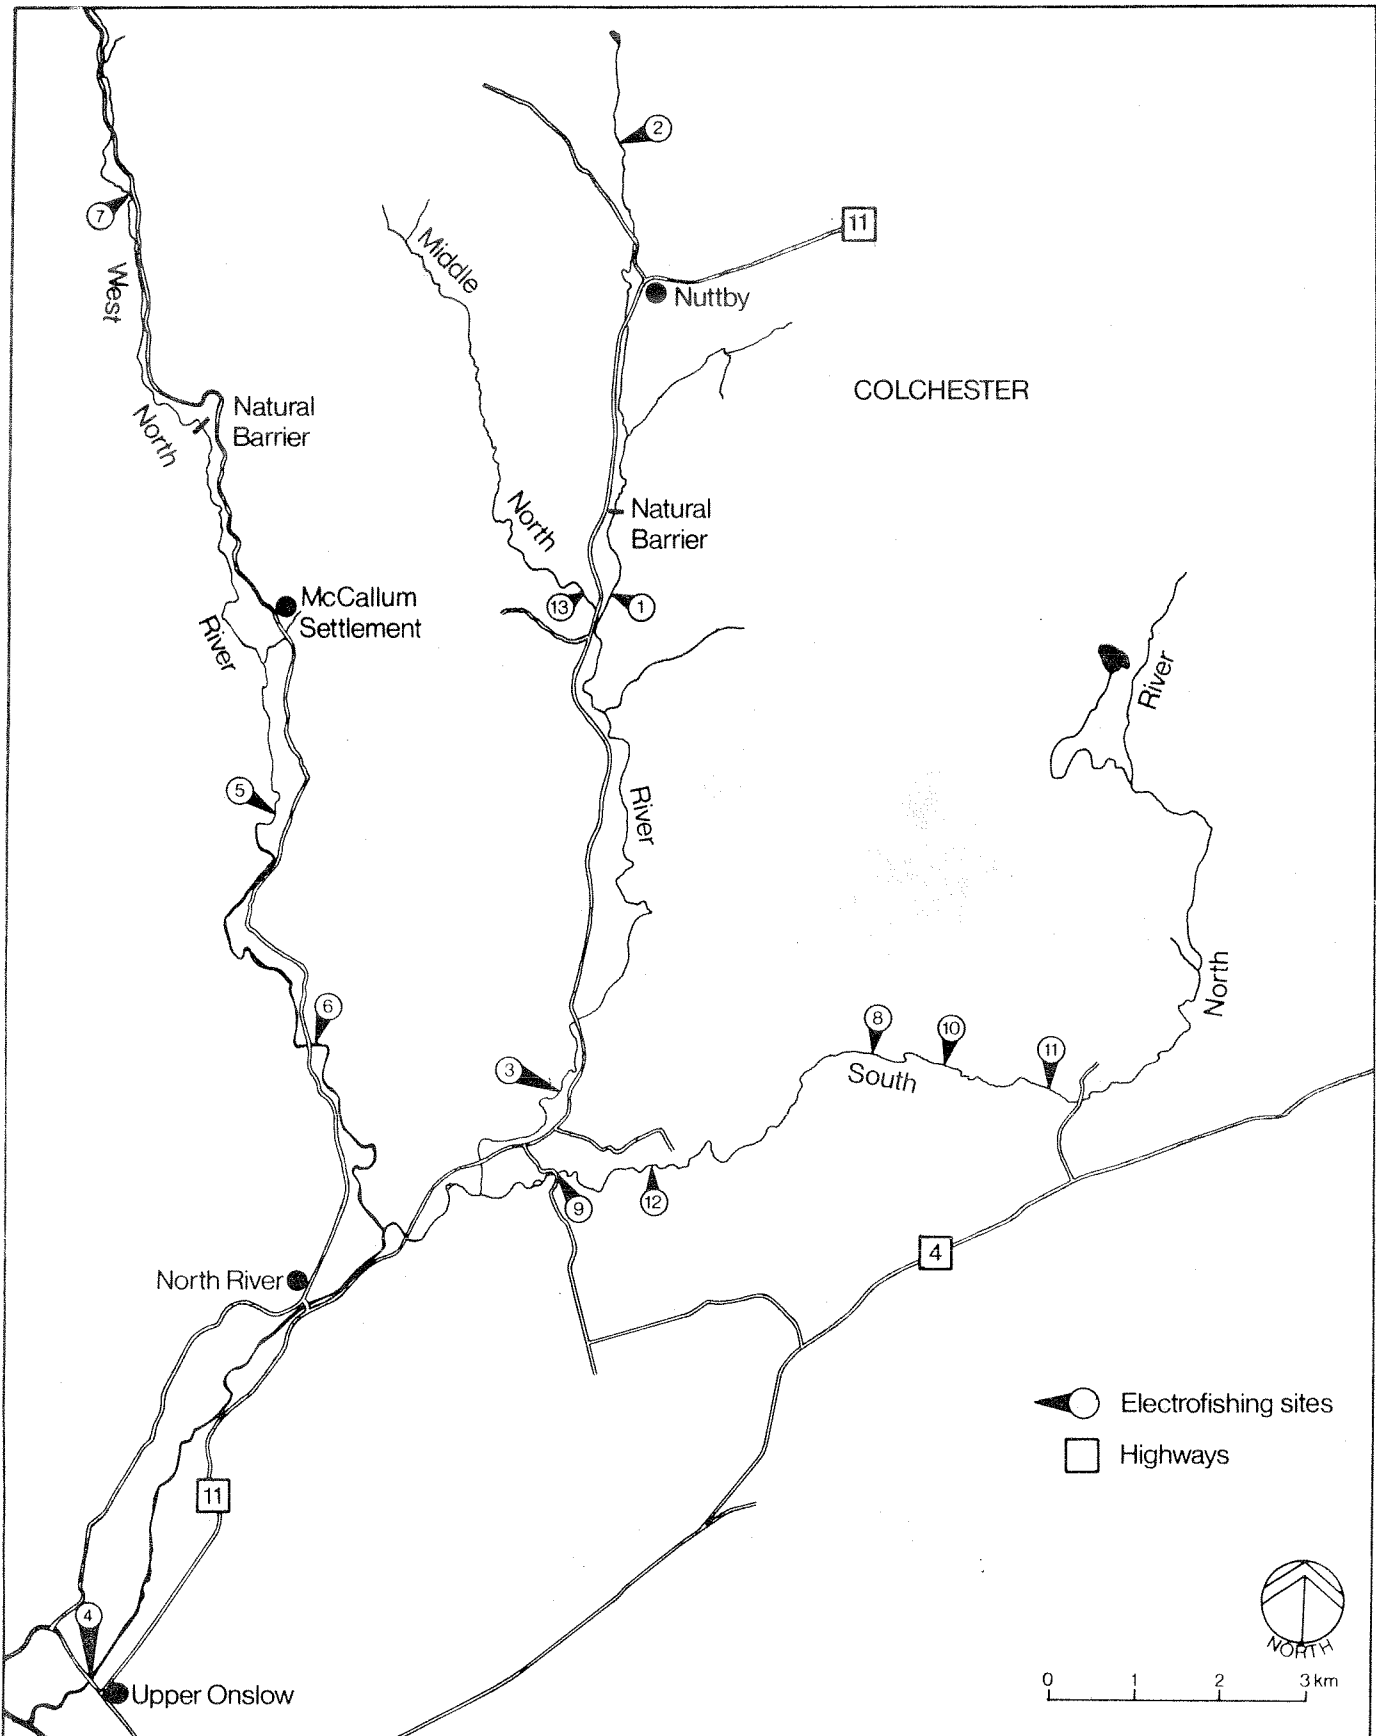 2
7
11
Middle
West
Nuttby
COLCHESTER
Natural
Barrier
North
North
Natural
Barrier
McCallum
Settlement
13
1
River
River
5
River
North
6
8
10
11
3
South
9
12
4
North River
Electrofishing sites
Highways
11
4
NORTH
0 1 2 3 km
Upper Onslow